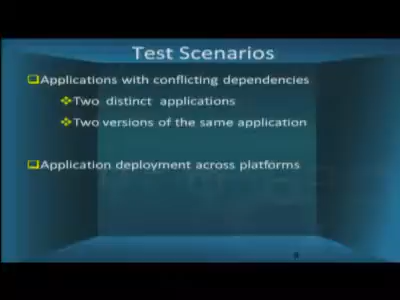 Test Scenarios
Applications with conflicting dependencies
Two distinct applications
Two versions of the same application
Application deployment across platforms